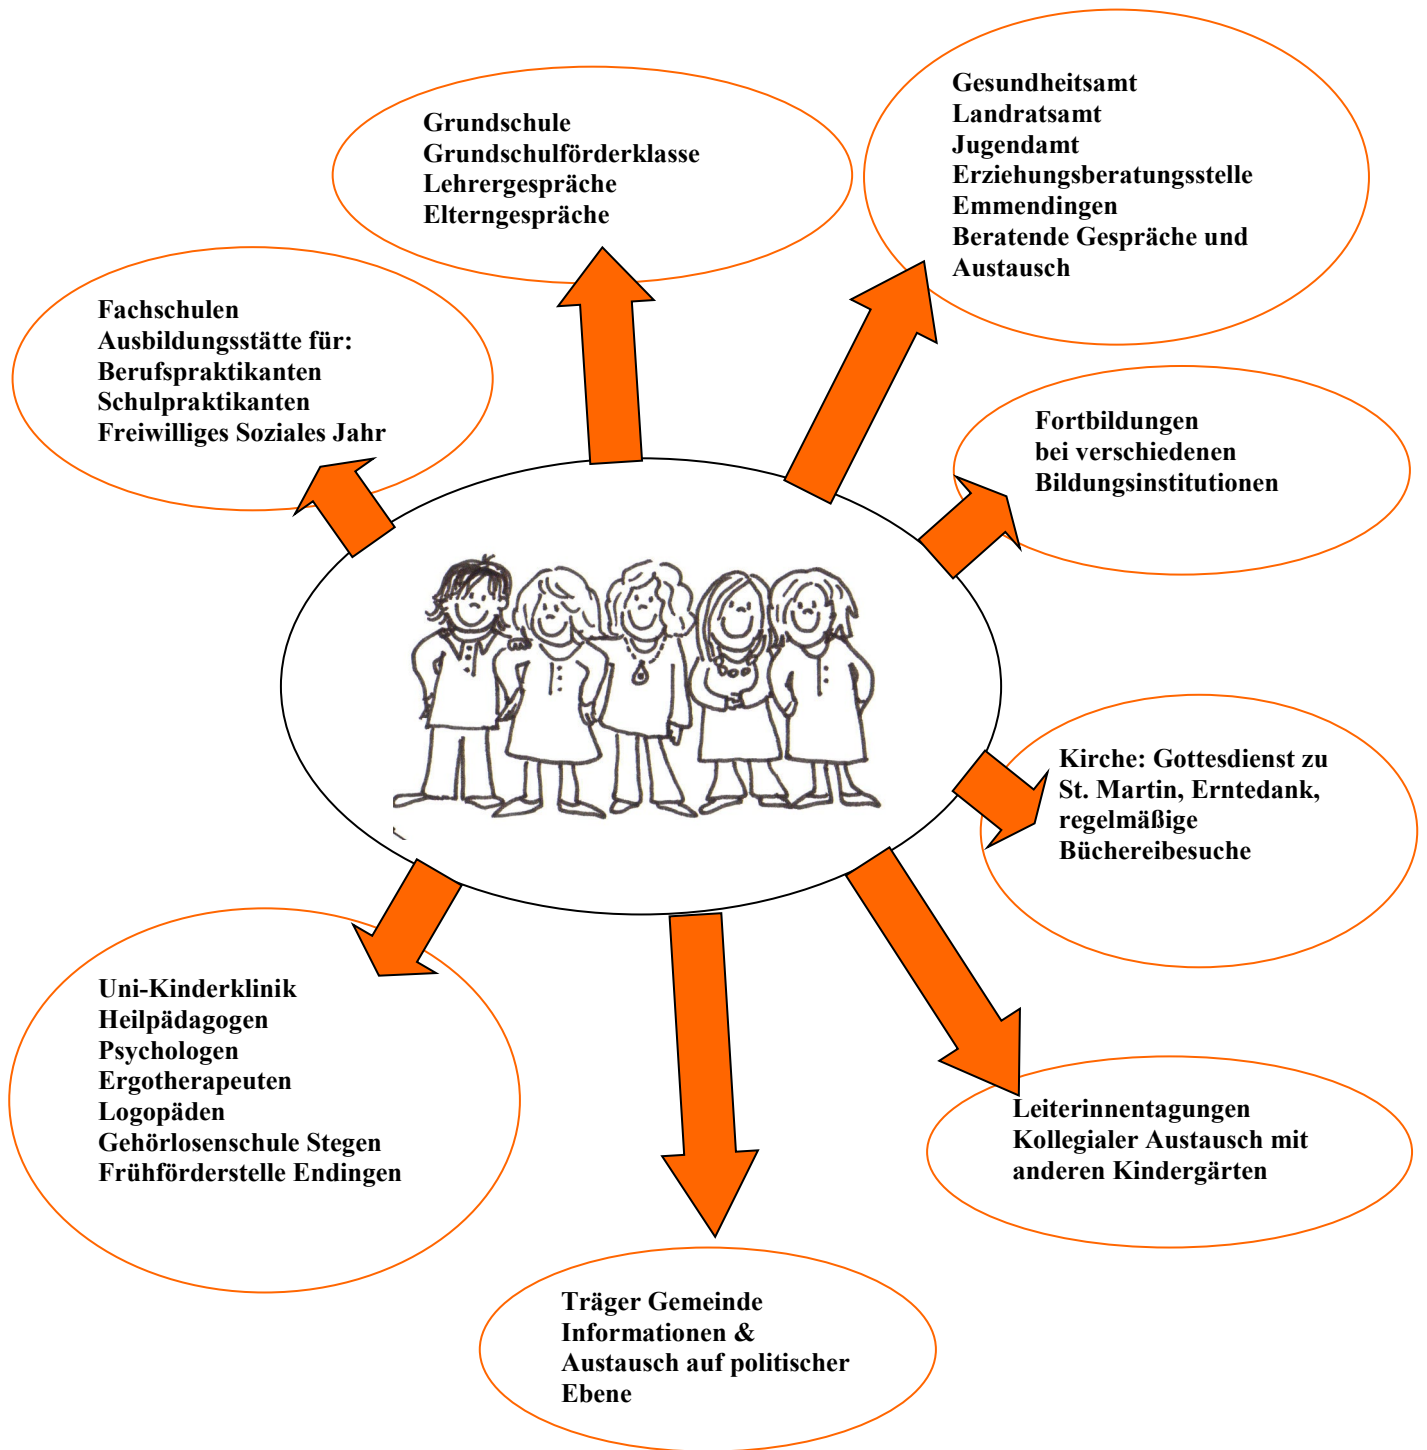 Grundschule
Grundschulförderklasse
Lehrergespräche
Elterngespräche
Gesundheitsamt
Landratsamt
Jugendamt
Erziehungsberatungsstelle
Emmendingen
Beratende Gespräche und
Austausch
Fachschulen
Ausbildungsstätte für:
Berufspraktikanten
Schulpraktikanten
Freiwilliges Soziales Jahr
Fortbildungen
bei verschiedenen
Bildungsinstitutionen
Kirche: Gottesdienst zu
St. Martin, Erntedank,
regelmäßige
Büchereibesuche
Uni-Kinderklinik
Heilpädagogen
Psychologen
Ergotherapeuten
Logopäden
Gehörlosenschule Stegen
Frühförderstelle Endingen
Leiterinnentagungen
Kollegialer Austausch mit
anderen Kindergärten
Träger Gemeinde
Informationen &
Austausch auf politischer
Ebene